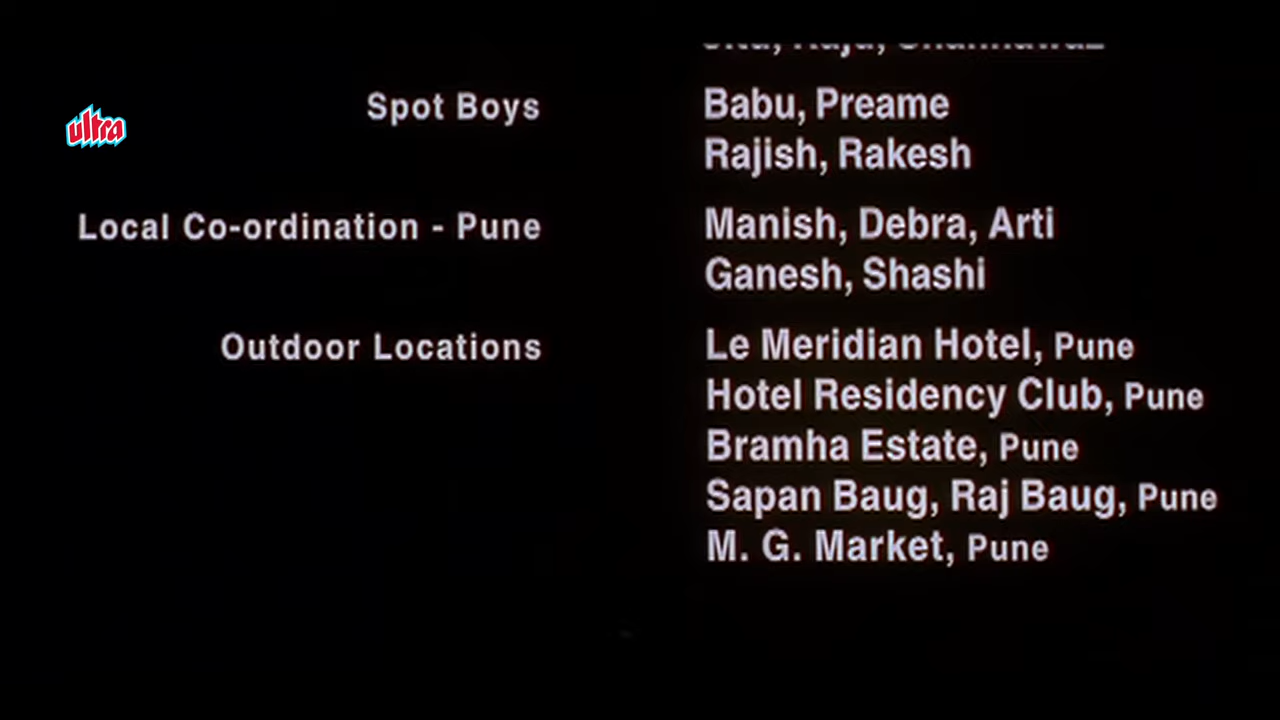 Spot Boys Babu, Preame
Rajish, Rakesh
ultra
Local Co-ordination - Pune Manish, Debra, Arti
Ganesh, Shashi
Outdoor Locations Le Meridian Hotel, Pune
Hotel Residency Club, Pune
Bramha Estate, Pune
Sapan Baug, Raj Baug, Pune
M. G. Market, Pune